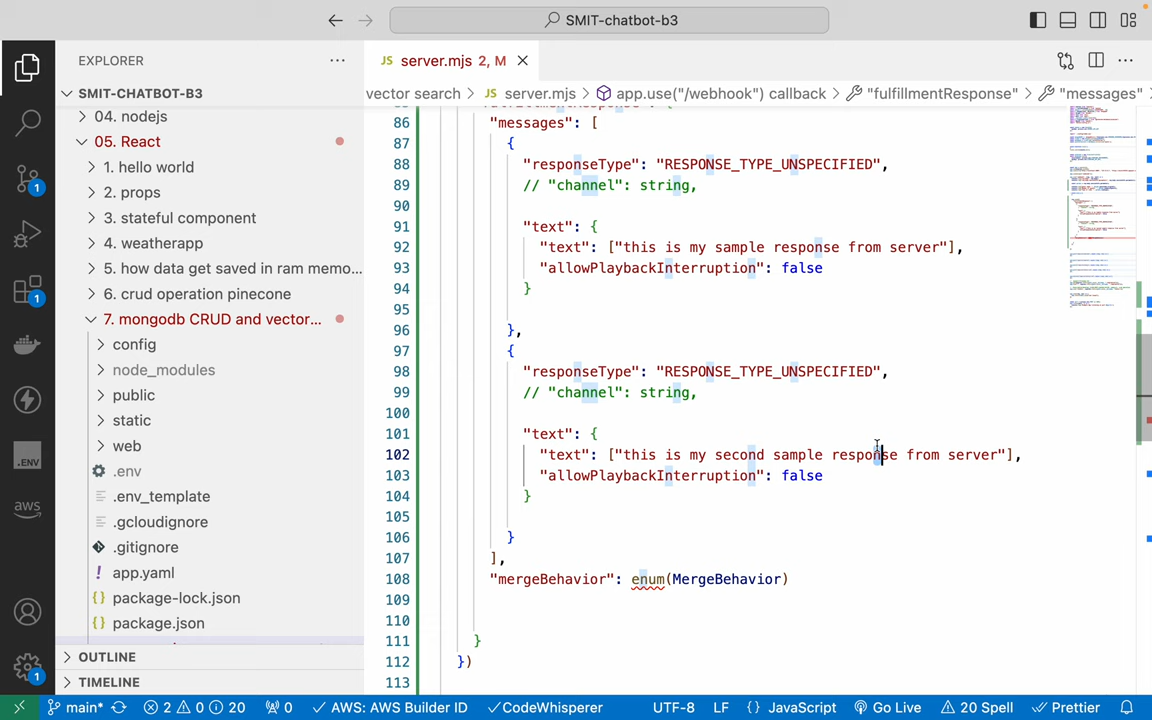 SMIT-chatbot-b3
EXPLORER
SMIT-CHATBOT-B3
04. nodejs
05. React
1. hello world
2. props
3. stateful component
4. weatherapp
5. how data get saved in ram memo...
6. crud operation pinecone
7. mongodb CRUD and vector...
config
node_modules
public
static
web
.env
.env_template
.gcloudignore
.gitignore
app.yaml
package-lock.json
package.json
OUTLINE
TIMELINE
1
1
1
.ENV
aws
JS server.mjs 2, M
vector search > JS server.mjs > app.use("/webhook") callback > "fulfillmentResponse" > "messages"
86 "messages": [
87 {
88 "responseType": "RESPONSE_TYPE_UNSPECIFIED",
89 // "channel": string,
90
91 "text": {
92 "text": ["this is my sample response from server"],
93 "allowPlaybackInterruption": false
94 }
95
96 },
97 {
98 "responseType": "RESPONSE_TYPE_UNSPECIFIED",
99 // "channel": string,
100
101 "text": {
102 "text": ["this is my second sample response from server"],
103 "allowPlaybackInterruption": false
104 }
105
106 }
107 ],
108 "mergeBehavior": enum(MergeBehavior)
109
110
111 }
112 })
113
main* 2 0 20 0 AWS: AWS Builder ID CodeWhisperer UTF-8 LF {} JavaScript Go Live 20 Spell Prettier